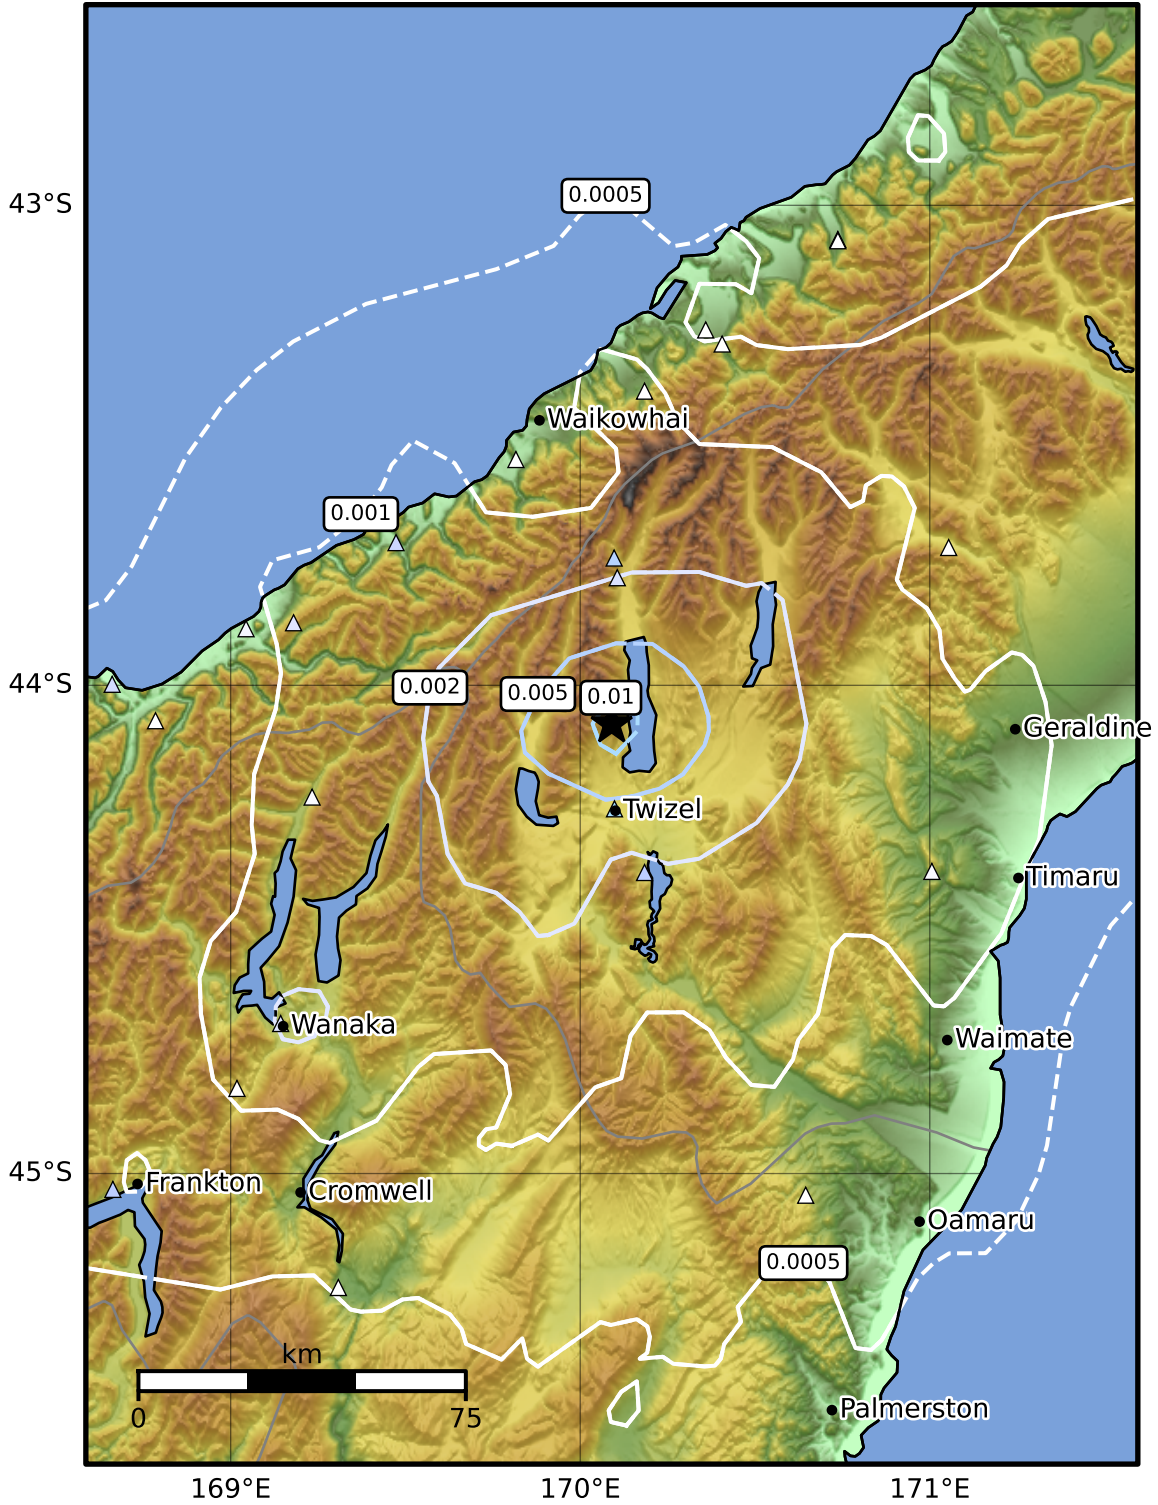 43°S
0.0005
Waikowhai
0.001
44°S
0.002
0.005
0.01
Geraldine
Twizel
Timaru
Wanaka
Waimate
45°S
Frankton
Cromwell
Oamaru
0.0005
km
0
75
Palmerston
169°E
170°E
171°E